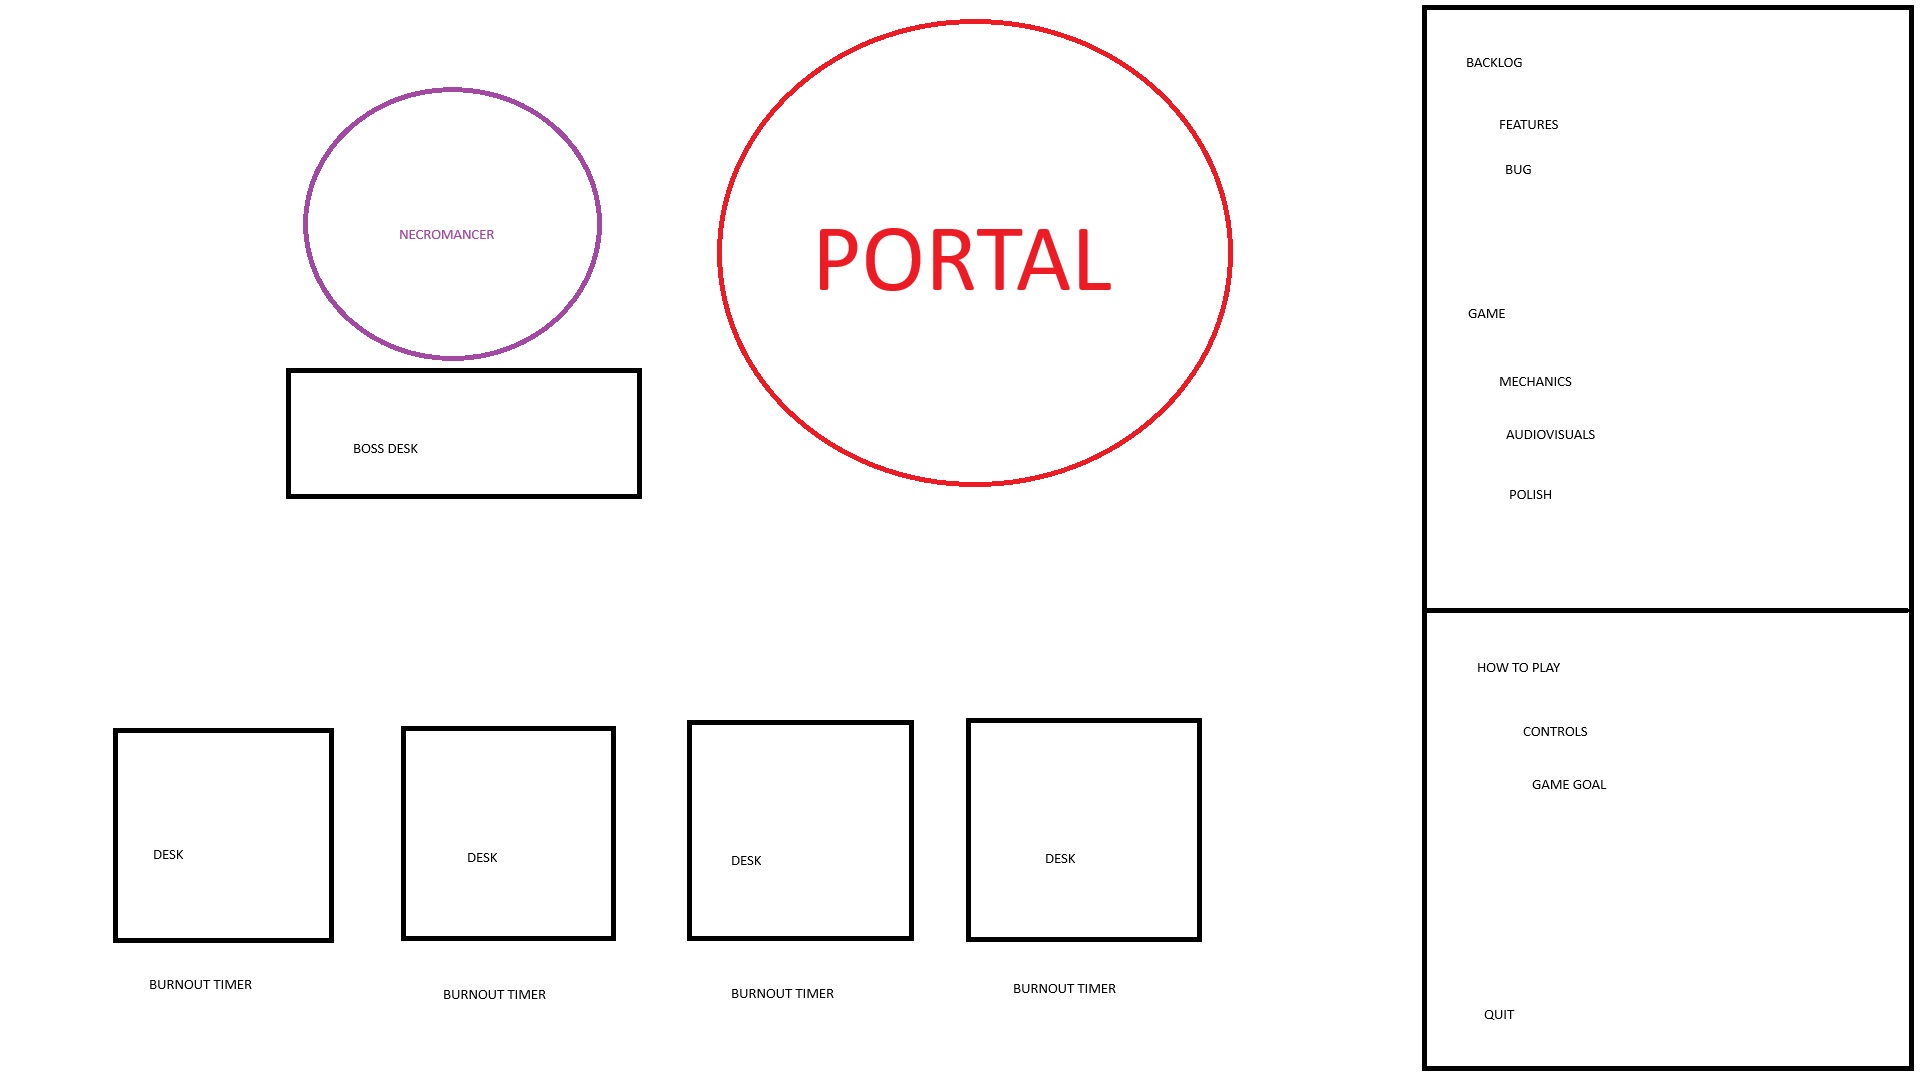 NECROMANCER
PORTAL
BOSS DESK
DESK
DESK
DESK
DESK
BURNOUT TIMER
BURNOUT TIMER
BURNOUT TIMER
BURNOUT TIMER
BACKLOG
FEATURES
BUG
GAME
MECHANICS
AUDIOVISUALS
POLISH
HOW TO PLAY
CONTROLS
GAME GOAL
QUIT